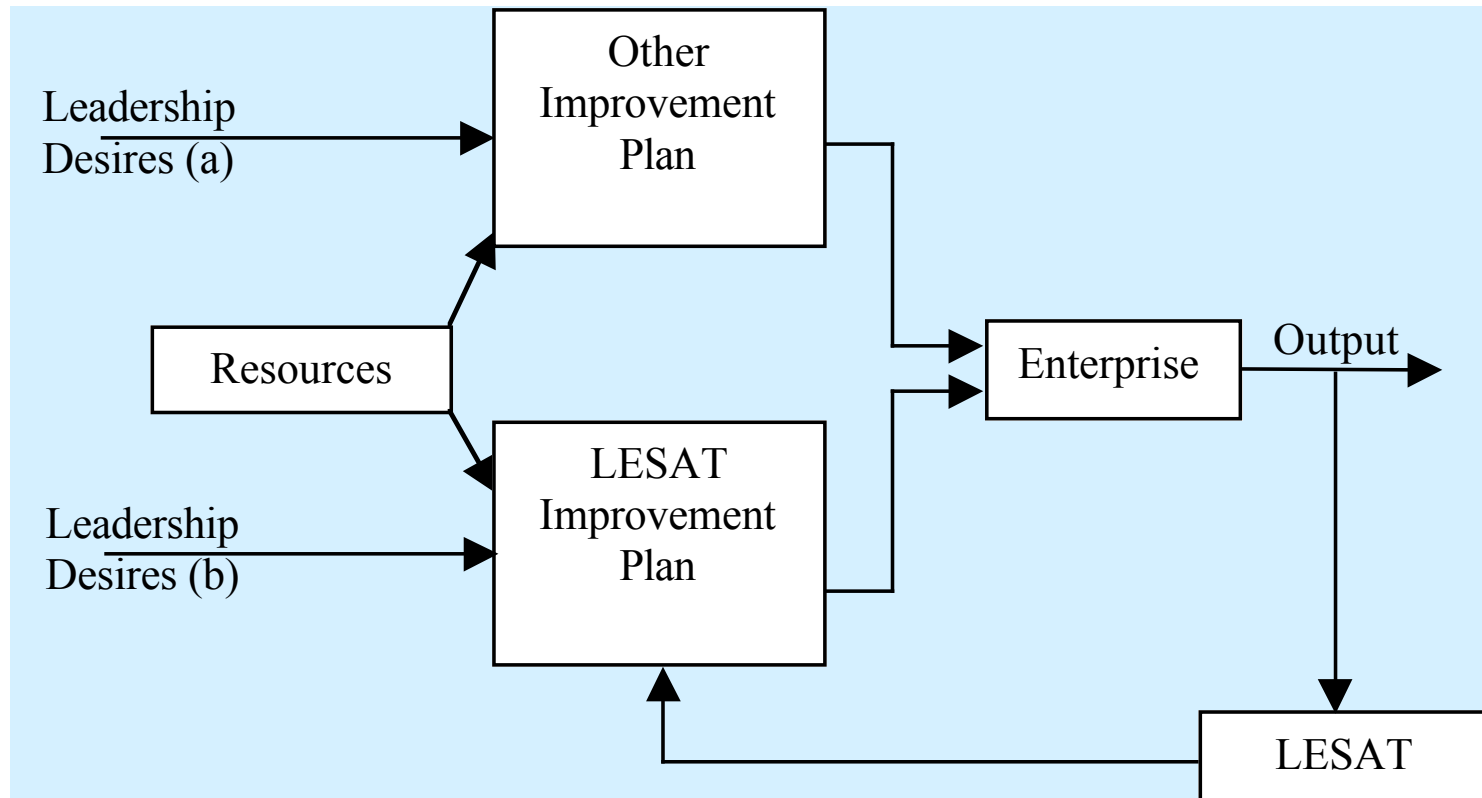 Other
Improvement
Plan
Leadership
Desires (a)
Resources
Enterprise
Output
LESAT
Improvement
Plan
Leadership
Desires (b)
LESAT